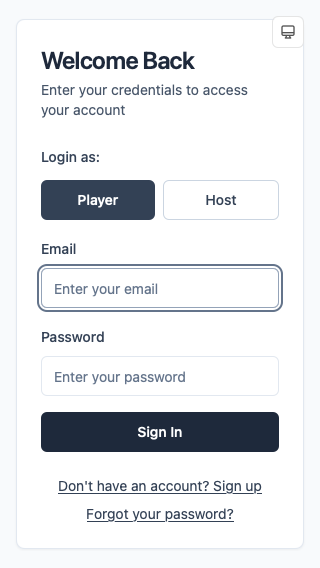 Welcome Back
Enter your credentials to access
your account
Login as:
Player
Host
Email
Enter your email
Password
Enter your password
Sign In
Don't have an account? Sign up
Forgot your password?